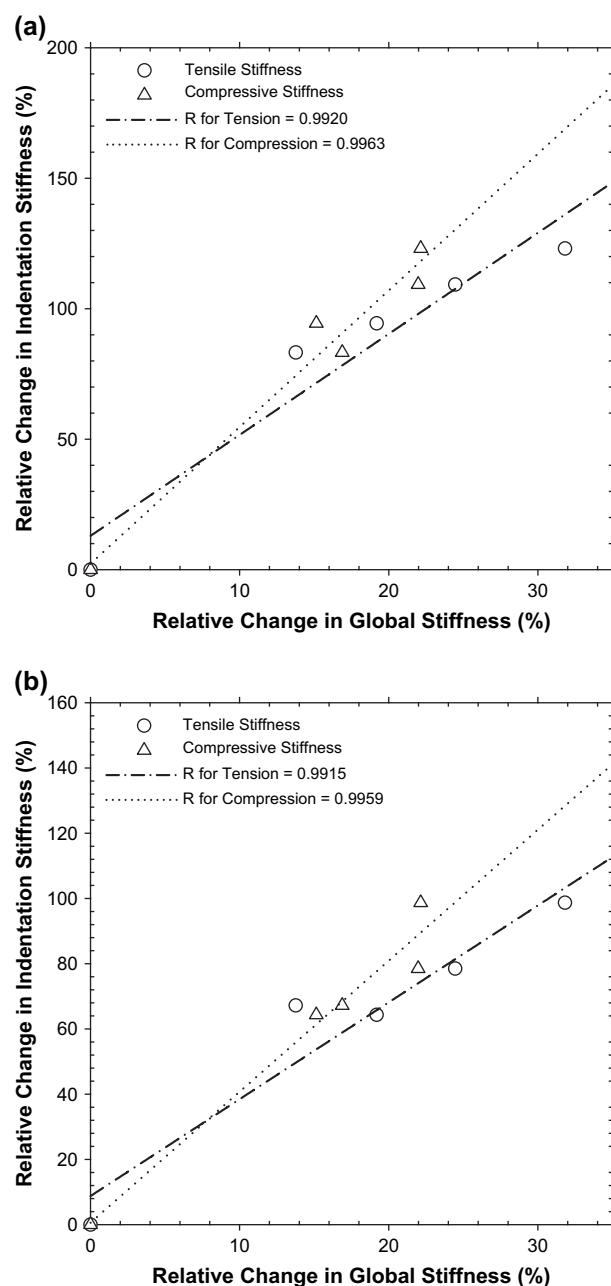 (a)
200
150
100
50
0
Relative Change in Indentation Stiffness (%)
Tensile Stiffness
Compressive Stiffness
R for Tension = 0.9920
R for Compression = 0.9963
0 10 20 30
Relative Change in Global Stiffness (%)
(b)
160
140
120
100
80
60
40
20
0
Relative Change in Indentation Stiffness (%)
Tensile Stiffness
Compressive Stiffness
R for Tension = 0.9915
R for Compression = 0.9959
0 10 20 30
Relative Change in Global Stiffness (%)